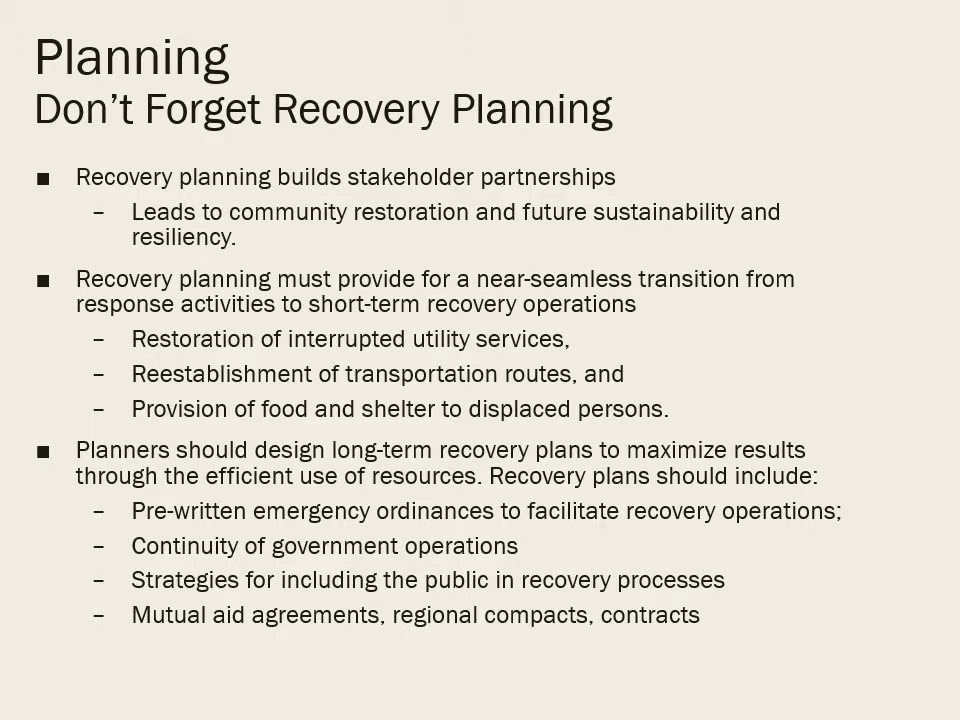 Planning
Don’t Forget Recovery Planning
■ Recovery planning builds stakeholder partnerships
– Leads to community restoration and future sustainability and
resiliency.
■ Recovery planning must provide for a near-seamless transition from
response activities to short-term recovery operations
– Restoration of interrupted utility services,
– Reestablishment of transportation routes, and
– Provision of food and shelter to displaced persons.
■ Planners should design long-term recovery plans to maximize results
through the efficient use of resources. Recovery plans should include:
– Pre-written emergency ordinances to facilitate recovery operations;
– Continuity of government operations
– Strategies for including the public in recovery processes
– Mutual aid agreements, regional compacts, contracts